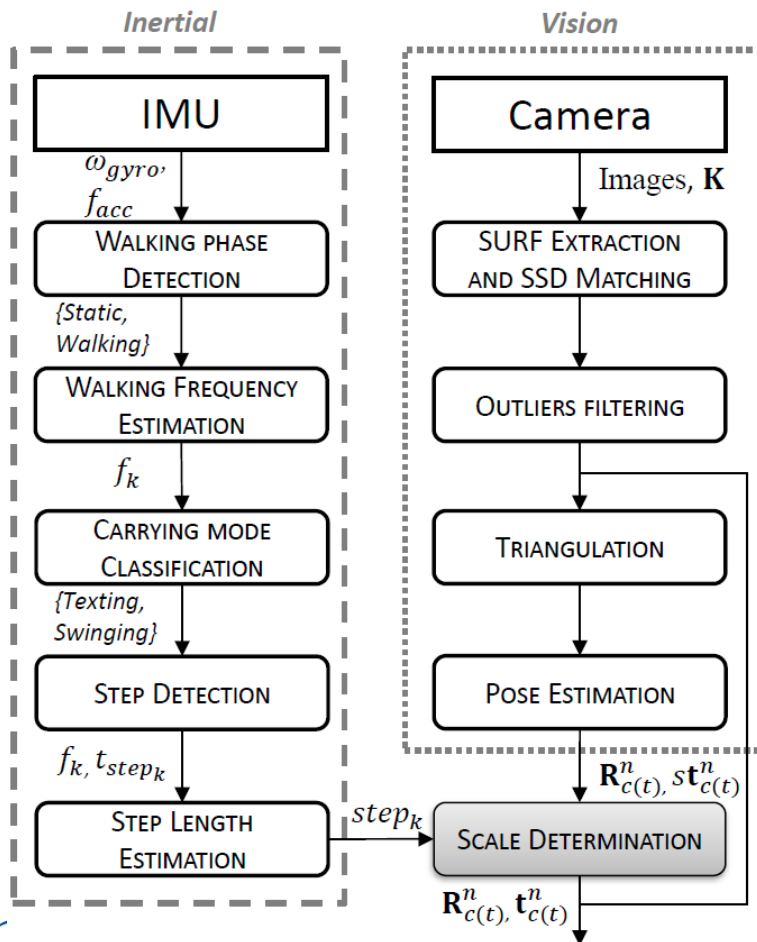 Inertial
IMU
ω_gyro,
f_acc
WALKING PHASE
DETECTION
{Static,
Walking}
WALKING FREQUENCY
ESTIMATION
f_k
CARRYING MODE
CLASSIFICATION
{Texting,
Swinging}
STEP DETECTION
f_k, t_step_k
STEP LENGTH
ESTIMATION
step_k
Vision
Camera
Images, K
SURF EXTRACTION
AND SSD MATCHING
OUTLIERS FILTERING
TRIANGULATION
POSE ESTIMATION
R^n_c(t), st^n_c(t)
SCALE DETERMINATION
R^n_c(t), t^n_c(t)